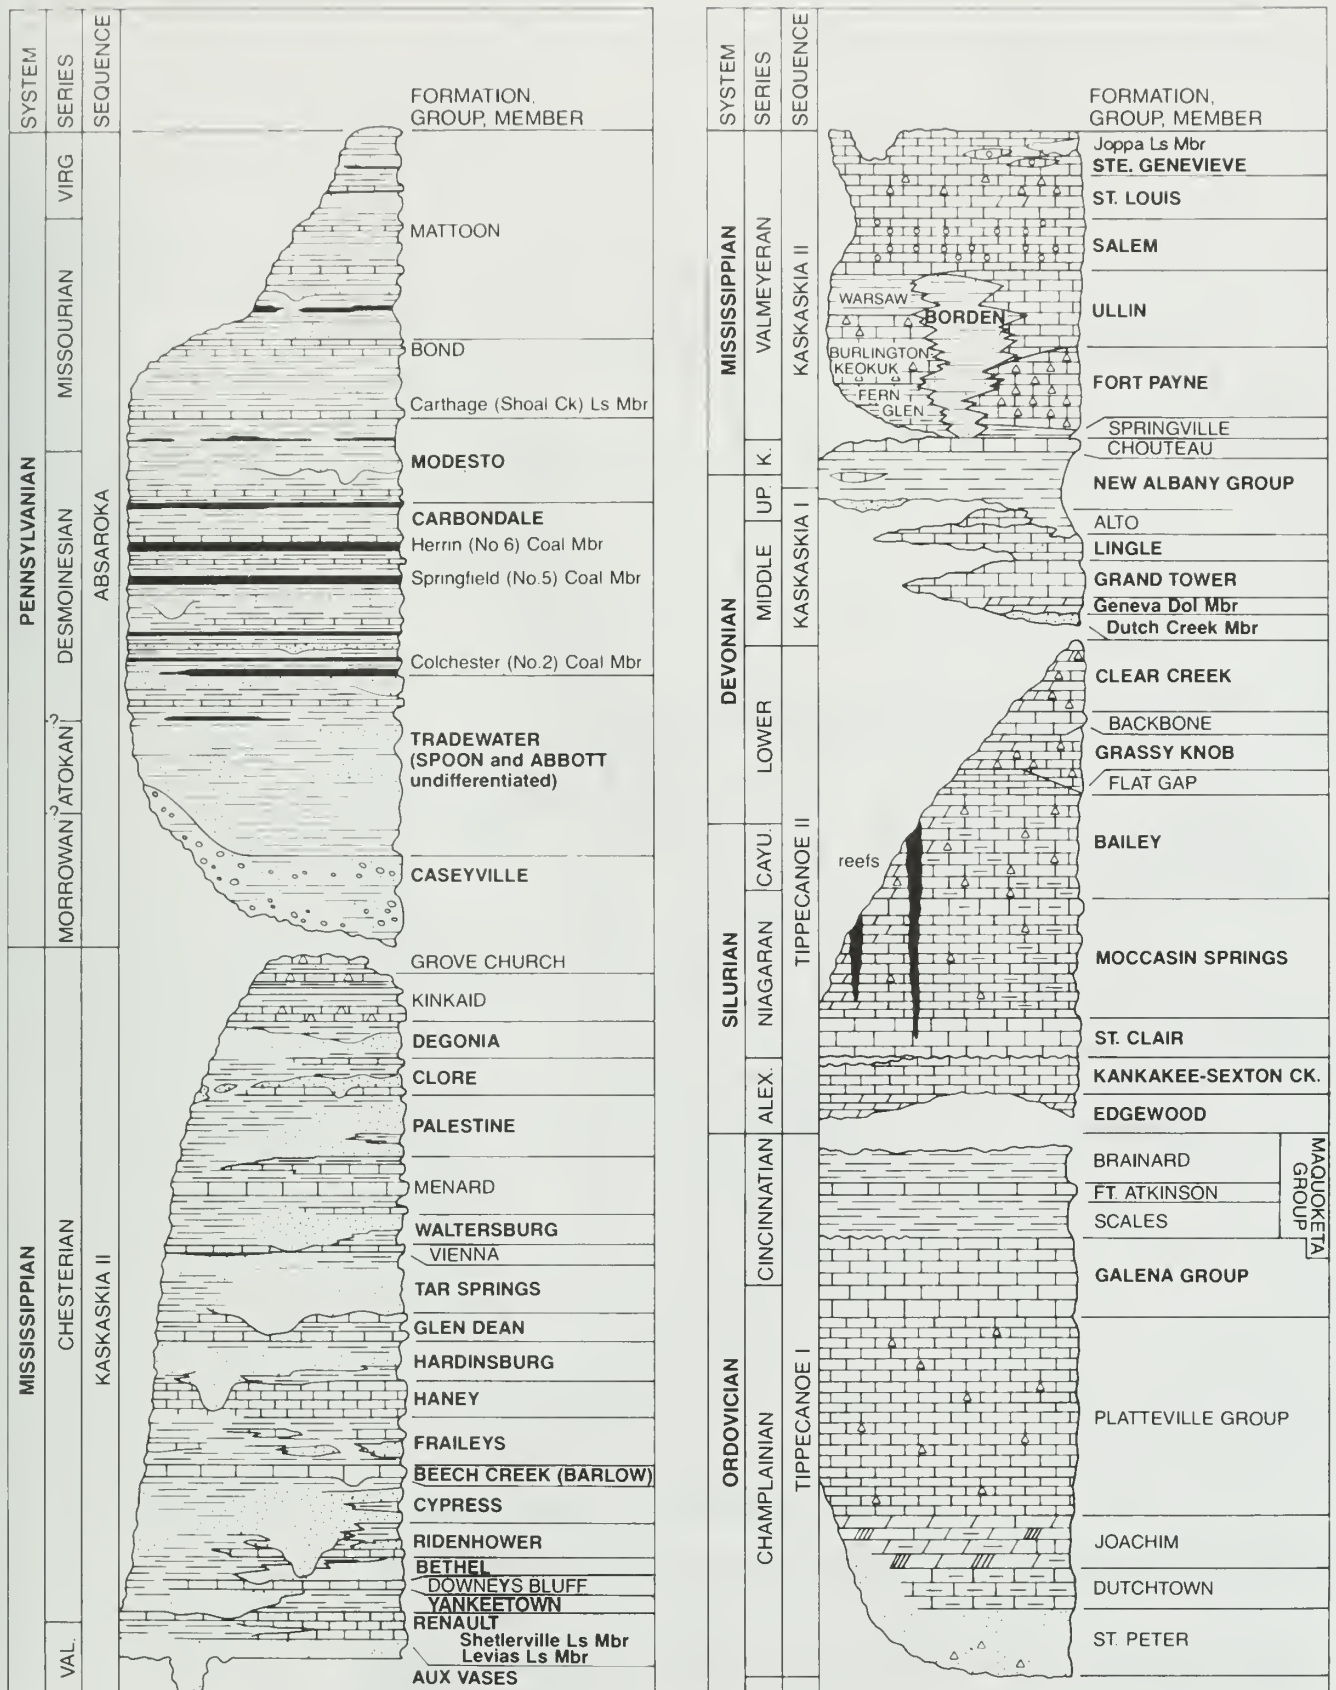 SYSTEM
SERIES
SEQUENCE
FORMATION,
GROUP, MEMBER
PENNSYLVANIAN
VIRG
MISSOURIAN
DESMOINESIAN
?
ATOKAN
?
MORROWAN
ABSAROKA
MATTOON
BOND
Carthage (Shoal Ck) Ls Mbr
MODESTO
CARBONDALE
Herrin (No 6) Coal Mbr
Springfield (No.5) Coal Mbr
Colchester (No.2) Coal Mbr
TRADEWATER
(SPOON and ABBOTT
undifferentiated)
CASEYVILLE
MISSISSIPPIAN
CHESTERIAN
VAL.
KASKASKIA II
GROVE CHURCH
KINKAID
DEGONIA
CLORE
PALESTINE
MENARD
WALTERSBURG
VIENNA
TAR SPRINGS
GLEN DEAN
HARDINSBURG
HANEY
FRAILEYS
BEECH CREEK (BARLOW)
CYPRESS
RIDENHOWER
BETHEL
DOWNEYS BLUFF
YANKEETOWN
RENAULT
Shetlerville Ls Mbr
Levias Ls Mbr
AUX VASES
SYSTEM
SERIES
SEQUENCE
FORMATION,
GROUP, MEMBER
MISSISSIPPIAN
VALMEYERAN
K.
KASKASKIA II
Joppa Ls Mbr
STE. GENEVIEVE
ST. LOUIS
SALEM
ULLIN
WARSAW
BORDEN
BURLINGTON-
KEOKUK
FERN
GLEN
FORT PAYNE
SPRINGVILLE
CHOUTEAU
NEW ALBANY GROUP
DEVONIAN
UP.
MIDDLE
LOWER
KASKASKIA I
ALTO
LINGLE
GRAND TOWER
Geneva Dol Mbr
Dutch Creek Mbr
CLEAR CREEK
BACKBONE
GRASSY KNOB
FLAT GAP
BAILEY
SILURIAN
CAYU.
NIAGARAN
ALEX.
TIPPECANOE II
reefs
MOCCASIN SPRINGS
ST. CLAIR
KANKAKEE-SEXTON CK.
EDGEWOOD
ORDOVICIAN
CINCINNATIAN
CHAMPLAINIAN
TIPPECANOE I
BRAINARD
FT. ATKINSON
SCALES
MAQUOKETA
GROUP
GALENA GROUP
PLATTEVILLE GROUP
JOACHIM
DUTCHTOWN
ST. PETER